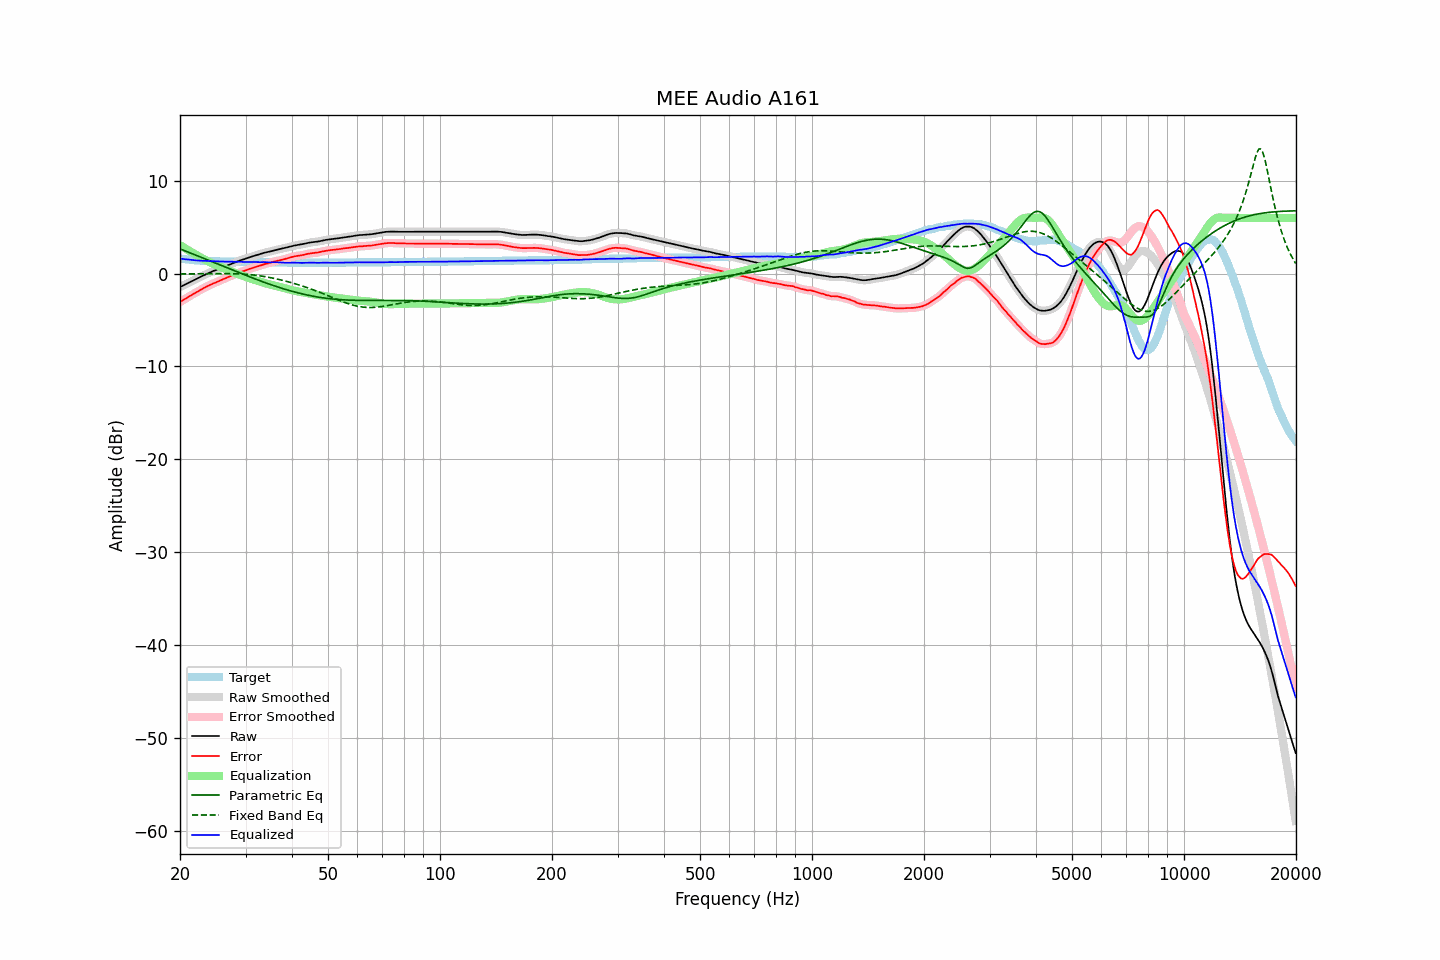 MEE Audio A161
Amplitude (dBr)
10
0
−10
−20
−30
−40
−50
−60
Target
Raw Smoothed
Error Smoothed
Raw
Error
Equalization
Parametric Eq
Fixed Band Eq
Equalized
20 50 100 200 500 1000 2000 5000 10000 20000
Frequency (Hz)